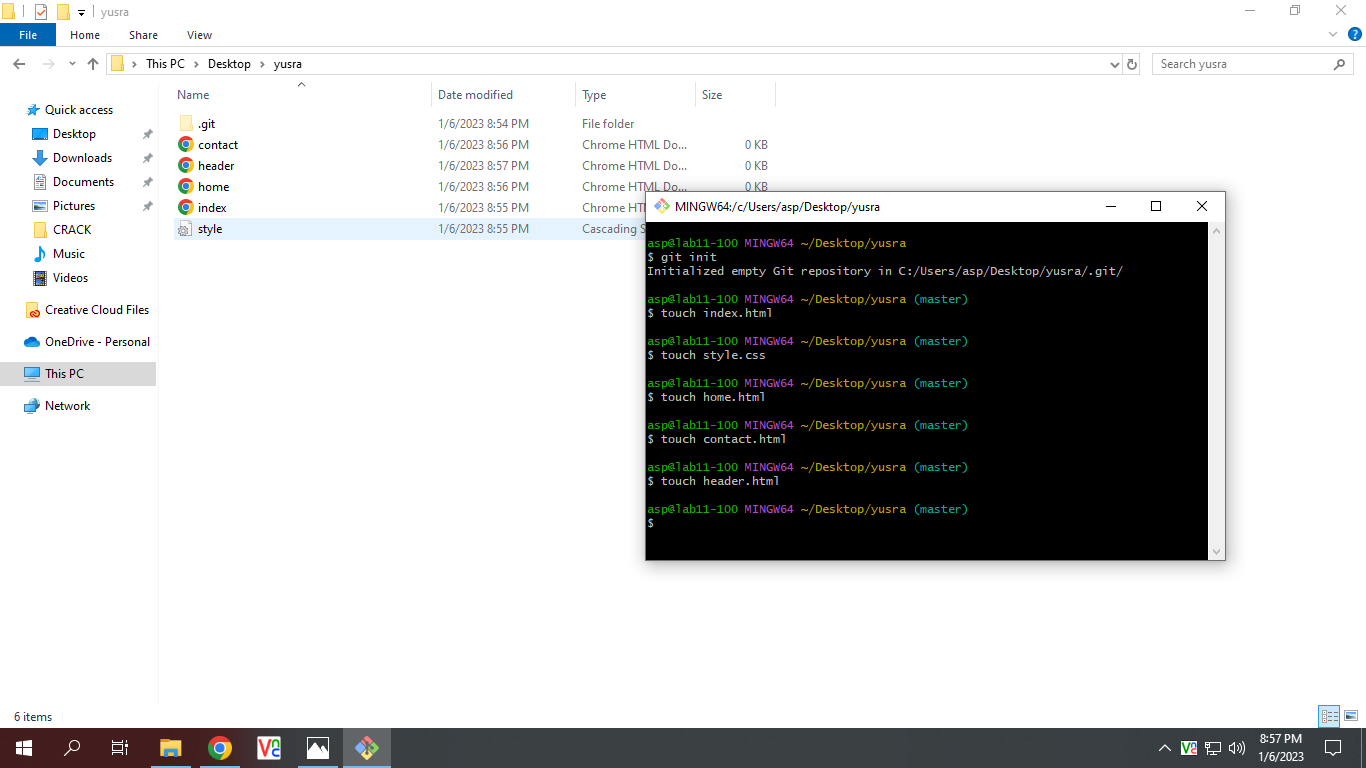 yusra
File Home Share View
This PC Desktop yusra Search yusra
Name Date modified Type Size
Quick access
Desktop
Downloads
Documents
Pictures
CRACK
Music
Videos
Creative Cloud Files
OneDrive - Personal
This PC
Network
.git 1/6/2023 8:54 PM File folder
contact 1/6/2023 8:56 PM Chrome HTML Do... 0 KB
header 1/6/2023 8:57 PM Chrome HTML Do... 0 KB
home 1/6/2023 8:56 PM Chrome HTML Do... 0 KB
index 1/6/2023 8:55 PM Chrome HT
style 1/6/2023 8:55 PM Cascading S
MINGW64:/c/Users/asp/Desktop/yusra
asp@lab11-100 MINGW64 ~/Desktop/yusra
$ git init
Initialized empty Git repository in C:/Users/asp/Desktop/yusra/.git/
asp@lab11-100 MINGW64 ~/Desktop/yusra (master)
$ touch index.html
asp@lab11-100 MINGW64 ~/Desktop/yusra (master)
$ touch style.css
asp@lab11-100 MINGW64 ~/Desktop/yusra (master)
$ touch home.html
asp@lab11-100 MINGW64 ~/Desktop/yusra (master)
$ touch contact.html
asp@lab11-100 MINGW64 ~/Desktop/yusra (master)
$ touch header.html
asp@lab11-100 MINGW64 ~/Desktop/yusra (master)
$
6 items
8:57 PM
1/6/2023